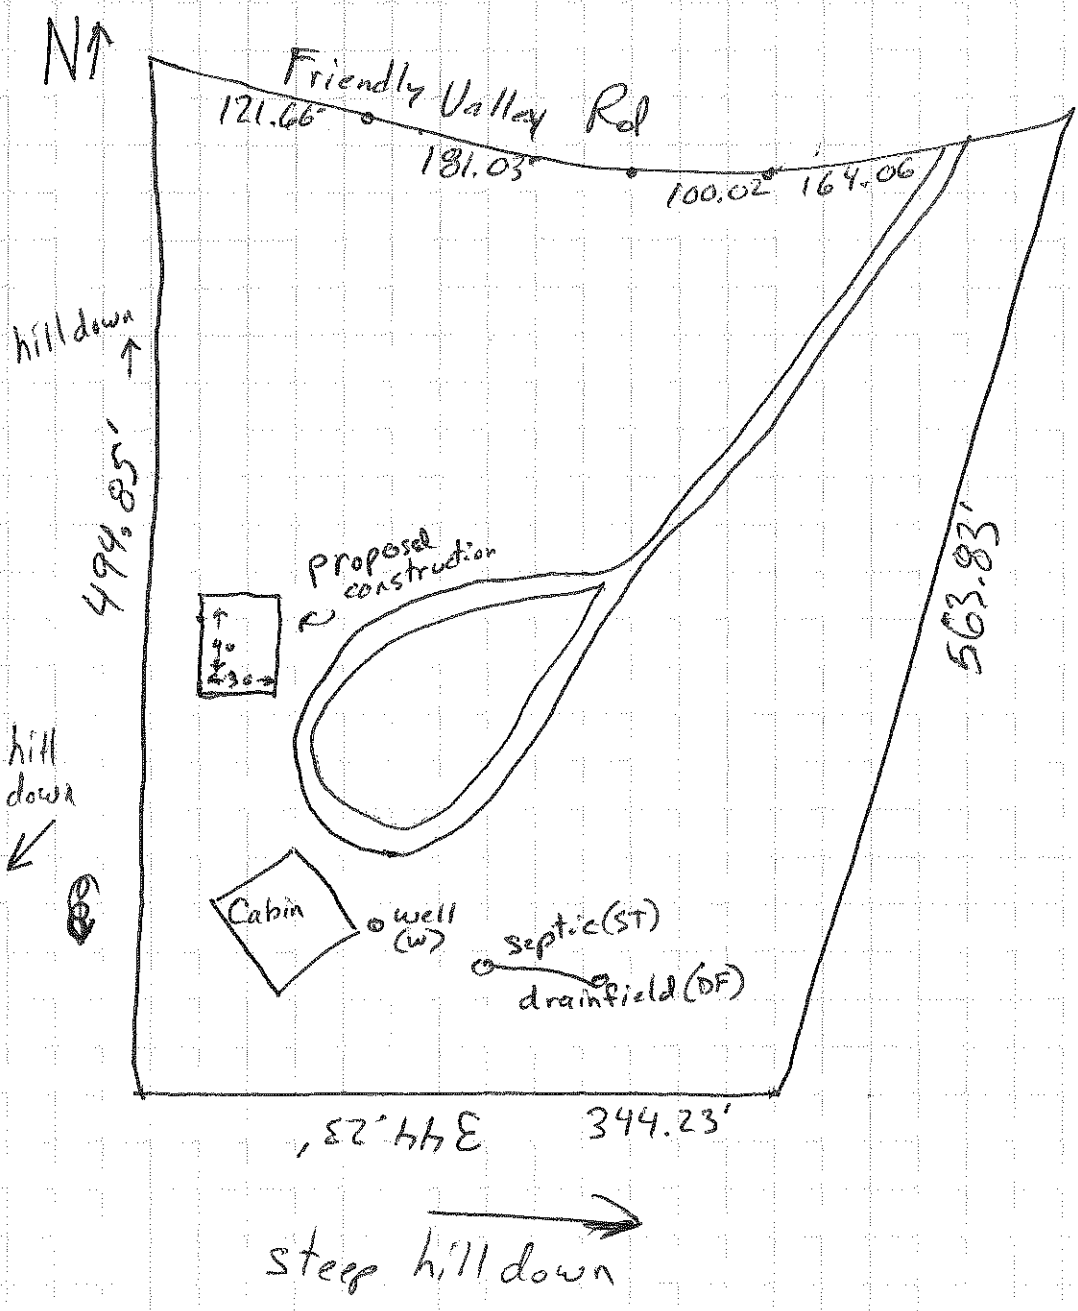 N↑
Friendly Valley Rd
121.66'
181.03'
100.02'
164.06
hill down
↑
494.85'
proposed
construction
40
30
563.83'
hill
down
Cabin
well
(W)
septic (ST)
drainfield (DF)
344.23'
344.23'
steep hill down